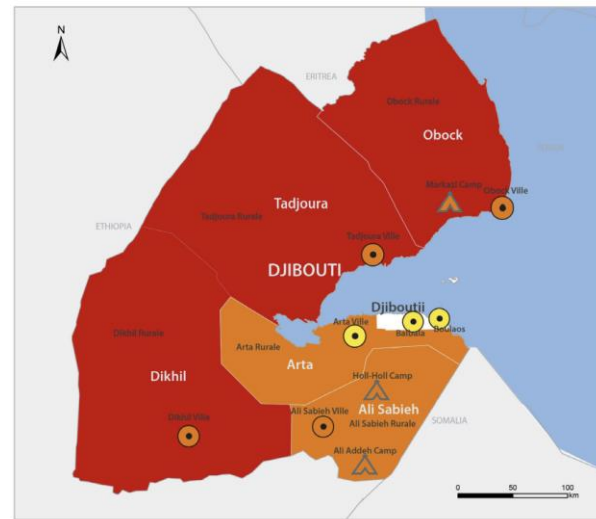 N
ERITREA
Obock Rurale
Obock
Markazi Camp
Obock Ville
Tadjoura
Tadjoura Rurale
ETHIOPIA
Tadjoura Ville
DJIBOUTI
Djiboutii
Arta Ville
Balbala
Boulaos
Dikhil Rurale
Arta Rurale
Arta
Dikhil
Holl-Holl Camp
Ali Sabieh Ville
Ali Sabieh
Ali Sabieh Rurale
SOMALIA
Dikhil Ville
Ali Addeh Camp
0 50 100
km